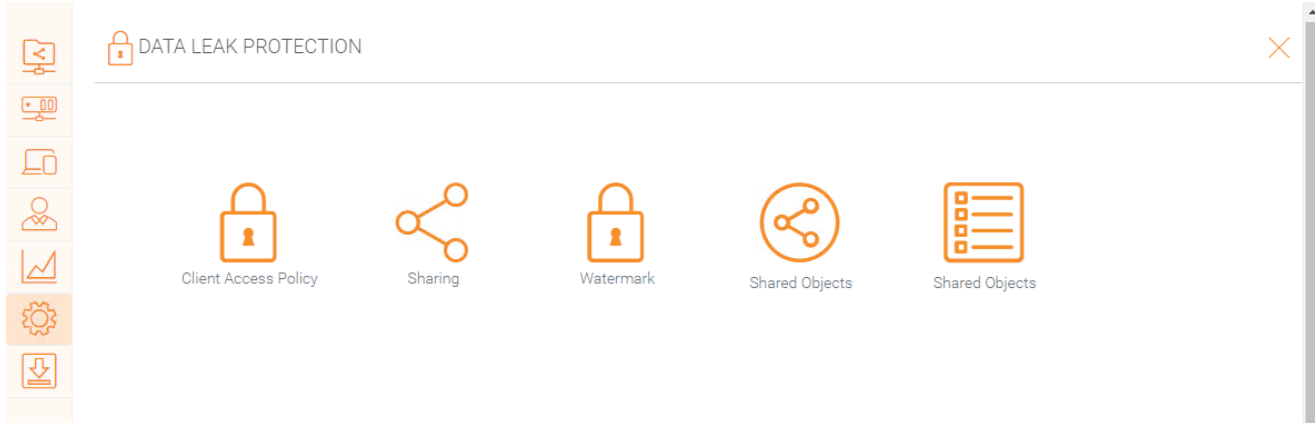 DATA LEAK PROTECTION
Client Access Policy
Sharing
Watermark
Shared Objects
Shared Objects